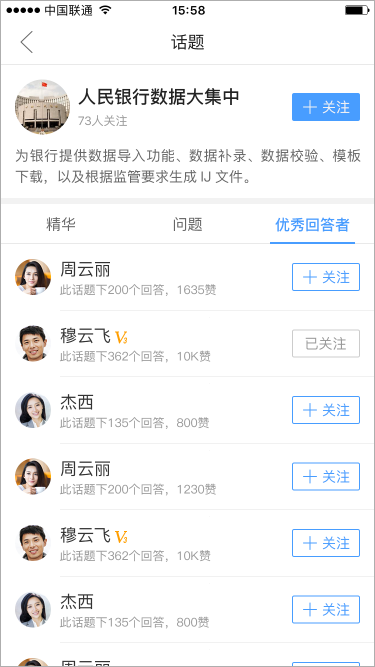 中国联通 15:58
话题
人民银行数据大集中
73人关注
关注
为银行提供数据导入功能、数据补录、数据校验、模板
下载，以及根据监管要求生成 IJ 文件。
精华 问题 优秀回答者
周云丽
此话题下200个回答，1635赞
关注
穆云飞 V3
此话题下362个回答，10K赞
已关注
杰西
此话题下135个回答，800赞
关注
周云丽
此话题下200个回答，1230赞
关注
穆云飞 V3
此话题下362个回答，10K赞
关注
杰西
此话题下135个回答，800赞
关注
周云丽